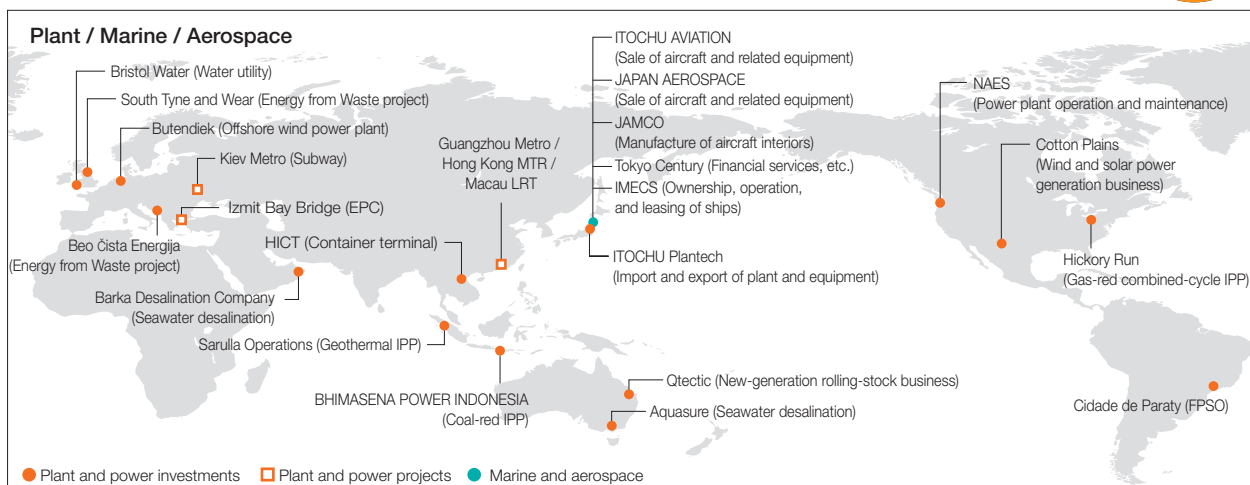 Plant / Marine / Aerospace
Bristol Water (Water utility)
South Tyne and Wear (Energy from Waste project)
Butendiek (Offshore wind power plant)
Kiev Metro (Subway)
Izmit Bay Bridge (EPC)
Beo čista Energija
(Energy from Waste project)
HICT (Container terminal)
Barka Desalination Company
(Seawater desalination)
Sarulla Operations (Geothermal IPP)
BHIMASENA POWER INDONESIA
(Coal-red IPP)
Guangzhou Metro /
Hong Kong MTR /
Macau LRT
ITOCHU AVIATION
(Sale of aircraft and related equipment)
JAPAN AEROSPACE
(Sale of aircraft and related equipment)
JAMCO
(Manufacture of aircraft interiors)
Tokyo Century (Financial services, etc.)
IMECS (Ownership, operation,
and leasing of ships)
ITOCHU Plantech
(Import and export of plant and equipment)
Qtectic (New-generation rolling-stock business)
Aquasure (Seawater desalination)
NAES
(Power plant operation and maintenance)
Cotton Plains
(Wind and solar power
generation business)
Hickory Run
(Gas-red combined-cycle IPP)
Cidade de Paraty (FPSO)
Plant and power investments
Plant and power projects
Marine and aerospace